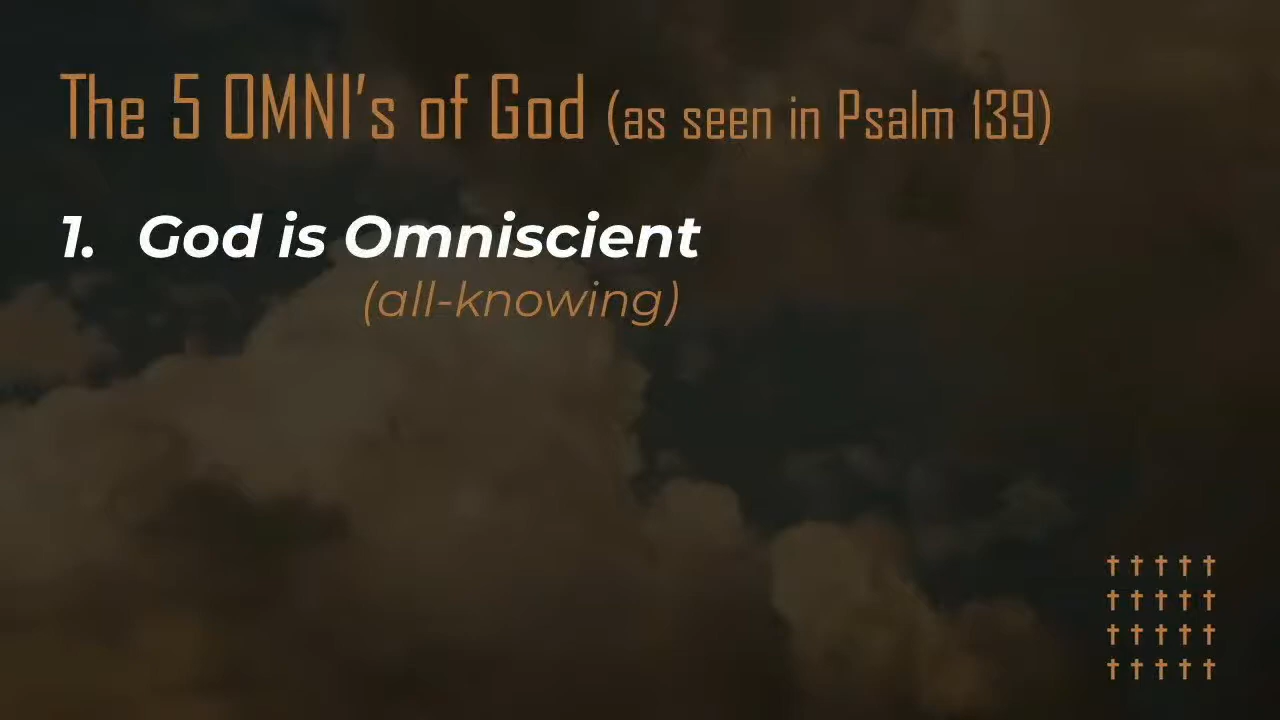 The 5 OMNI's of God (as seen in Psalm 139)
1. God is Omniscient
(all-knowing)